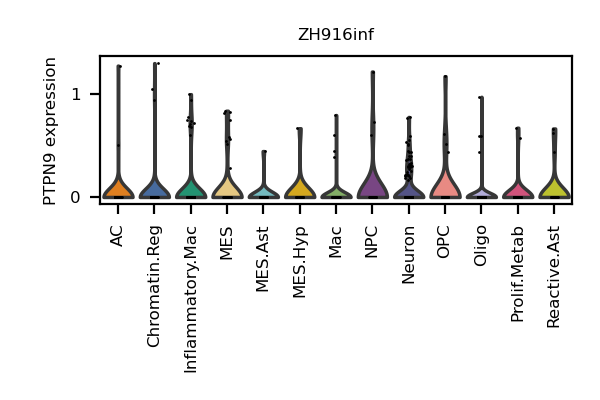 ZH916inf
PTPN9 expression
1
0
AC
Chromatin.Reg
Inflammatory.Mac
MES
MES.Ast
MES.Hyp
Mac
NPC
Neuron
OPC
Oligo
Prolif.Metab
Reactive.Ast